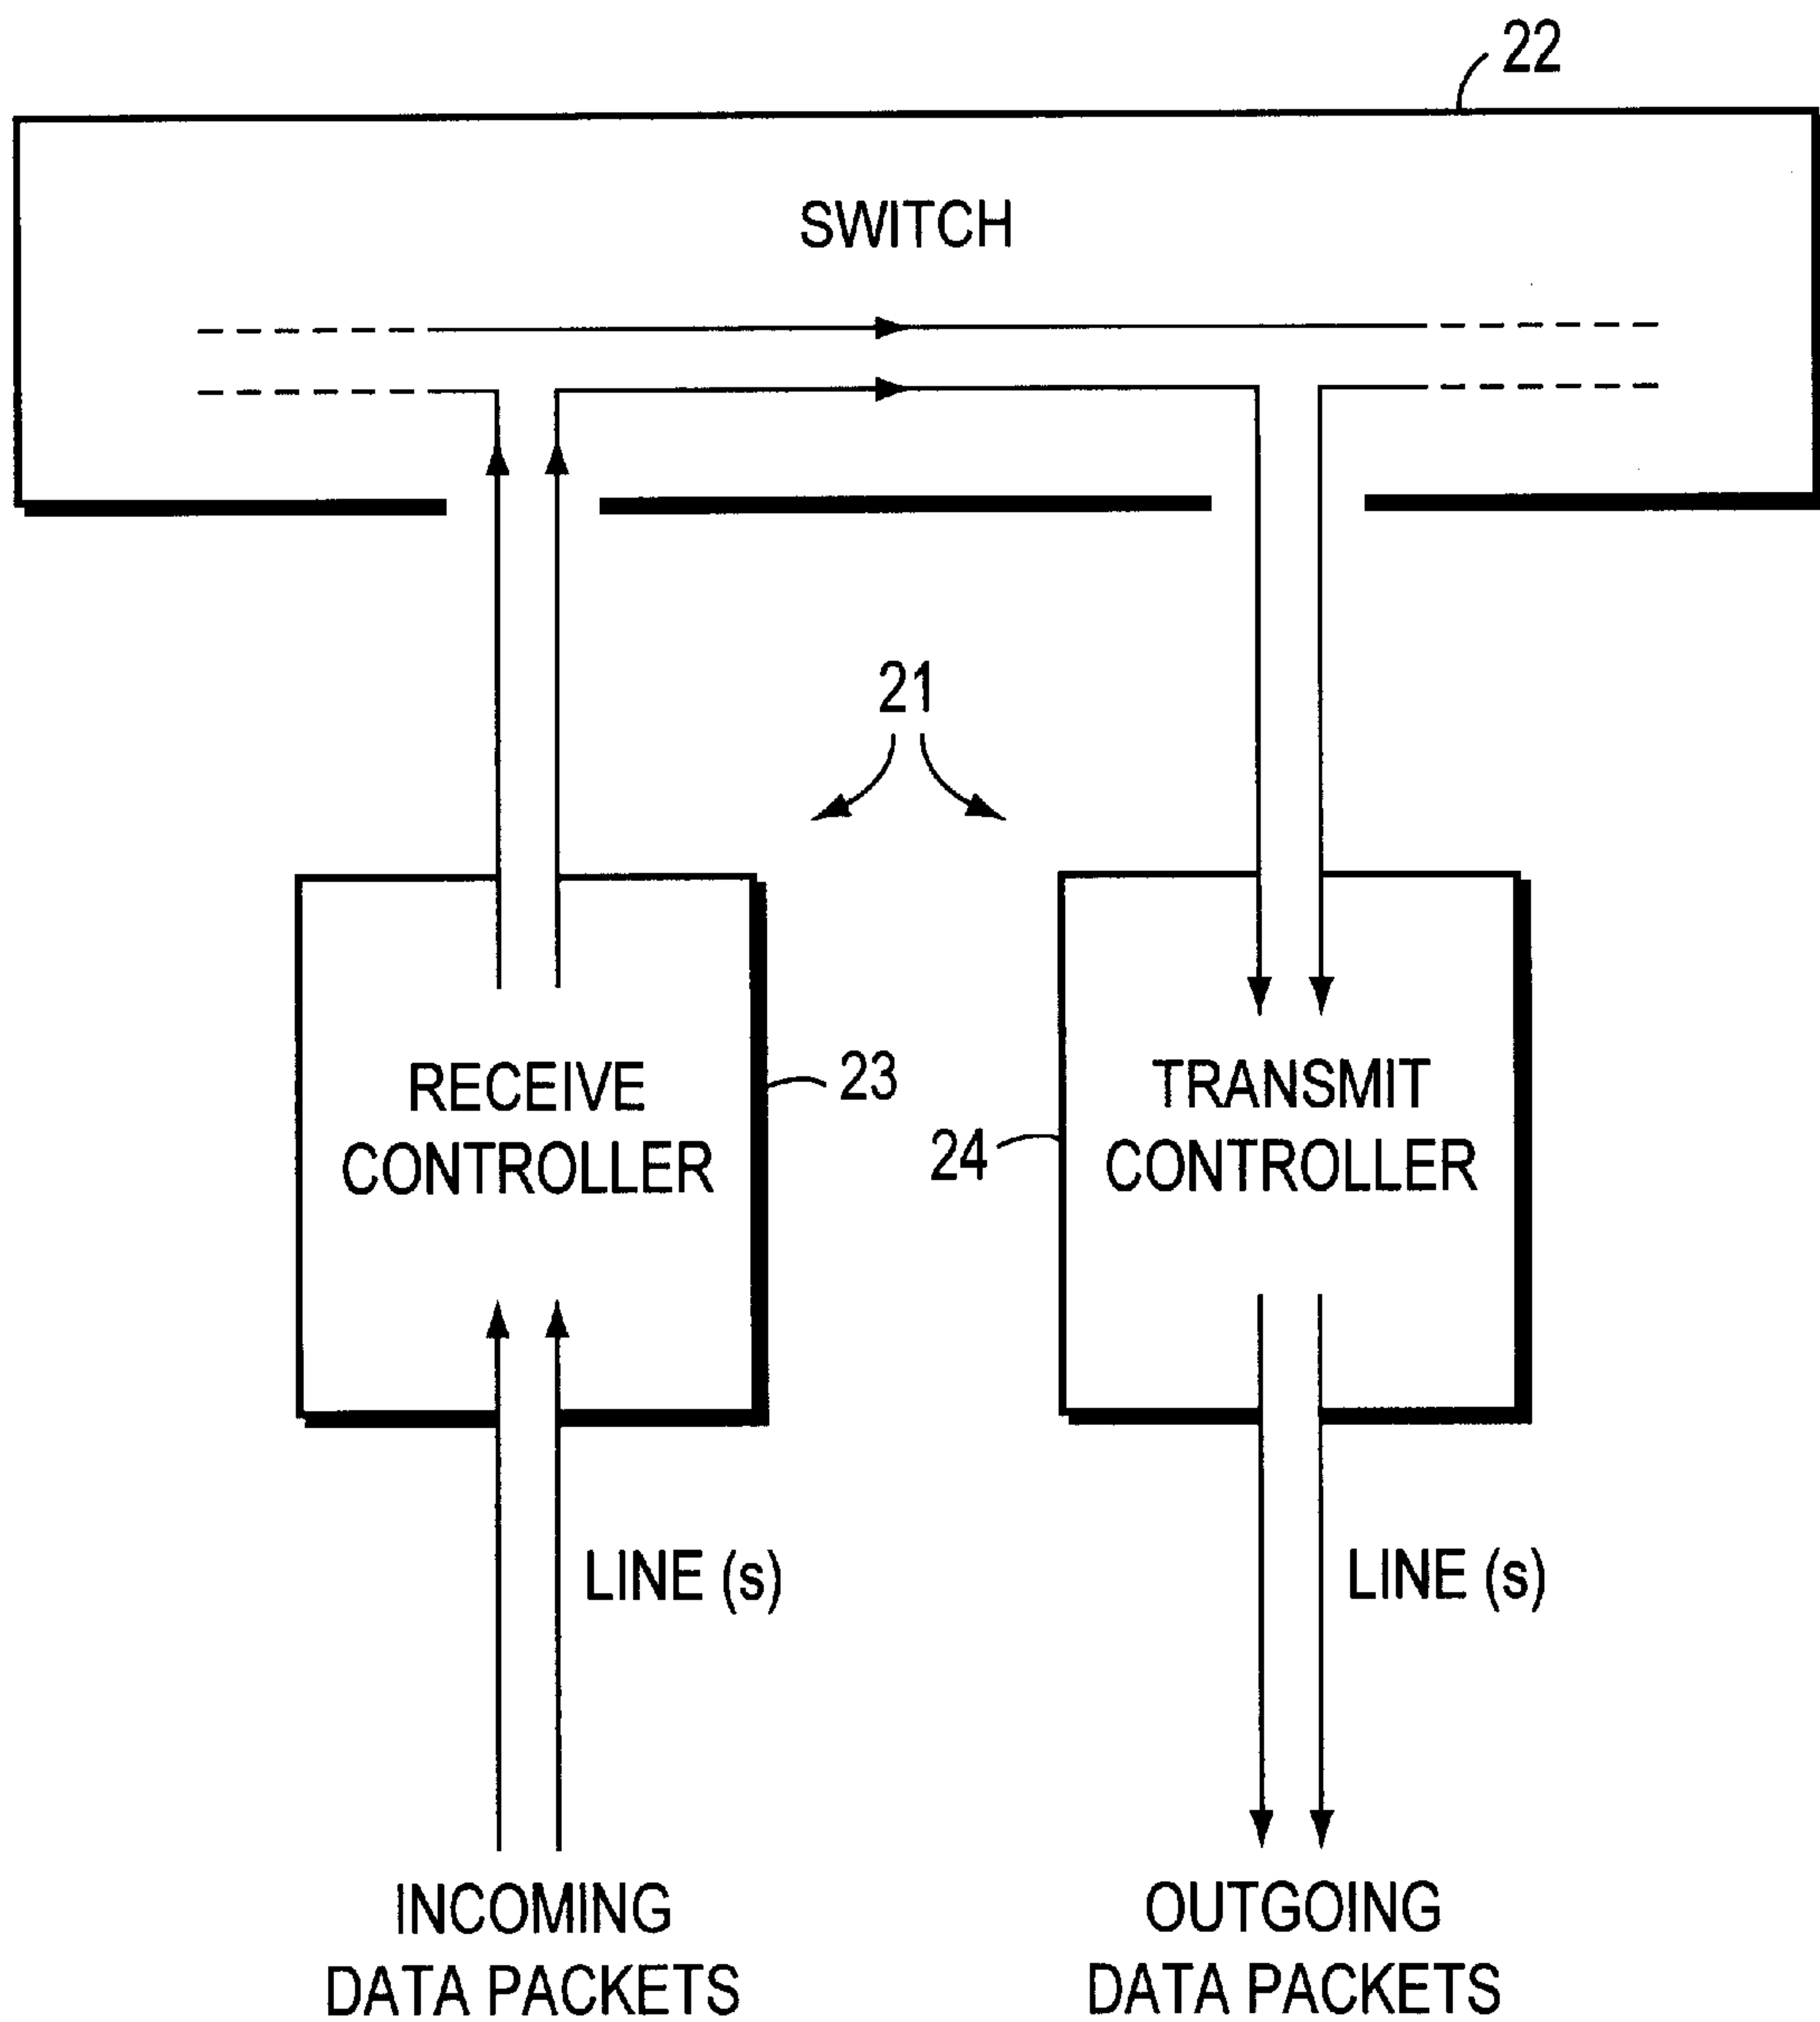 22
SWITCH
21
RECEIVE
CONTROLLER
23
24
TRANSMIT
CONTROLLER
LINE (s)
LINE (s)
INCOMING
DATA PACKETS
OUTGOING
DATA PACKETS